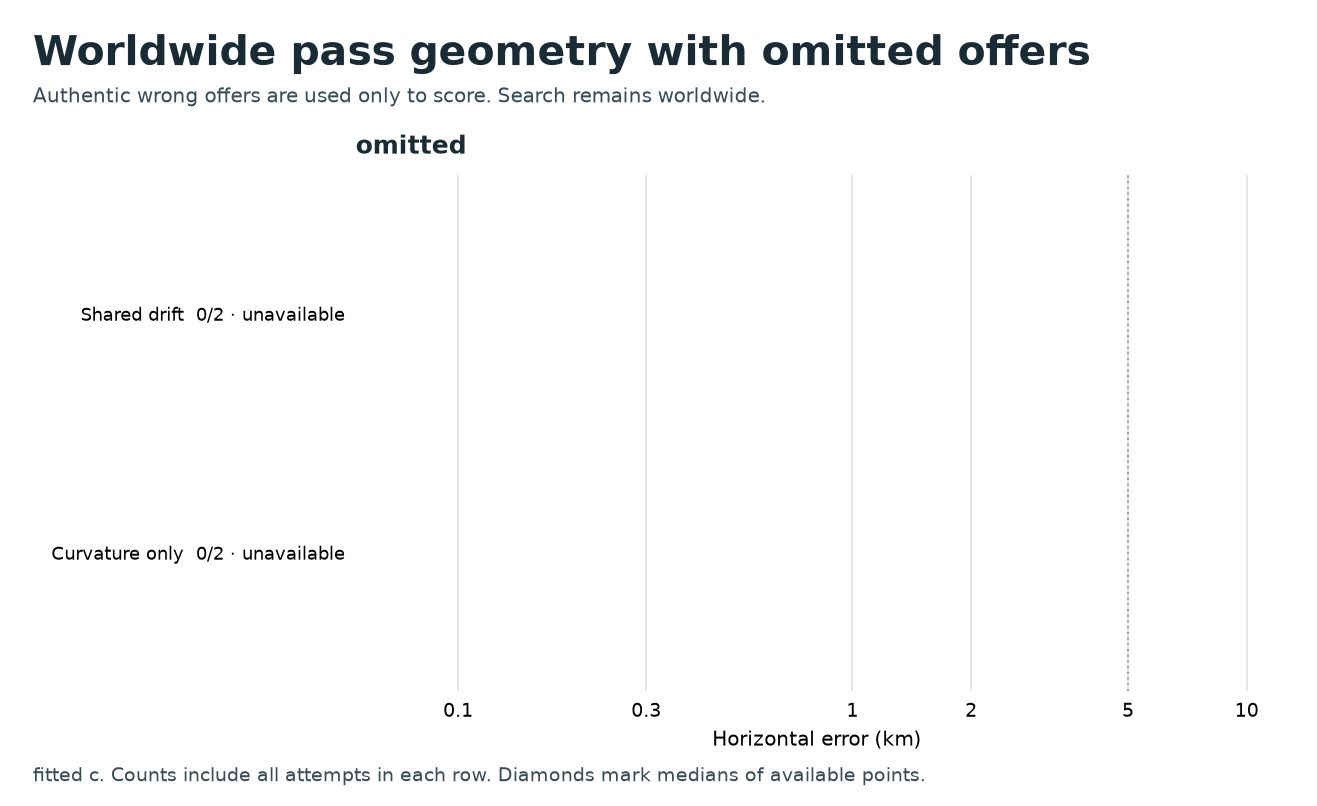 Worldwide pass geometry with omitted offers
Authentic wrong offers are used only to score. Search remains worldwide.
omitted
Shared drift 0/2 · unavailable
Curvature only 0/2 · unavailable
0.1 0.3 1 2 5 10
Horizontal error (km)
fitted c. Counts include all attempts in each row. Diamonds mark medians of available points.